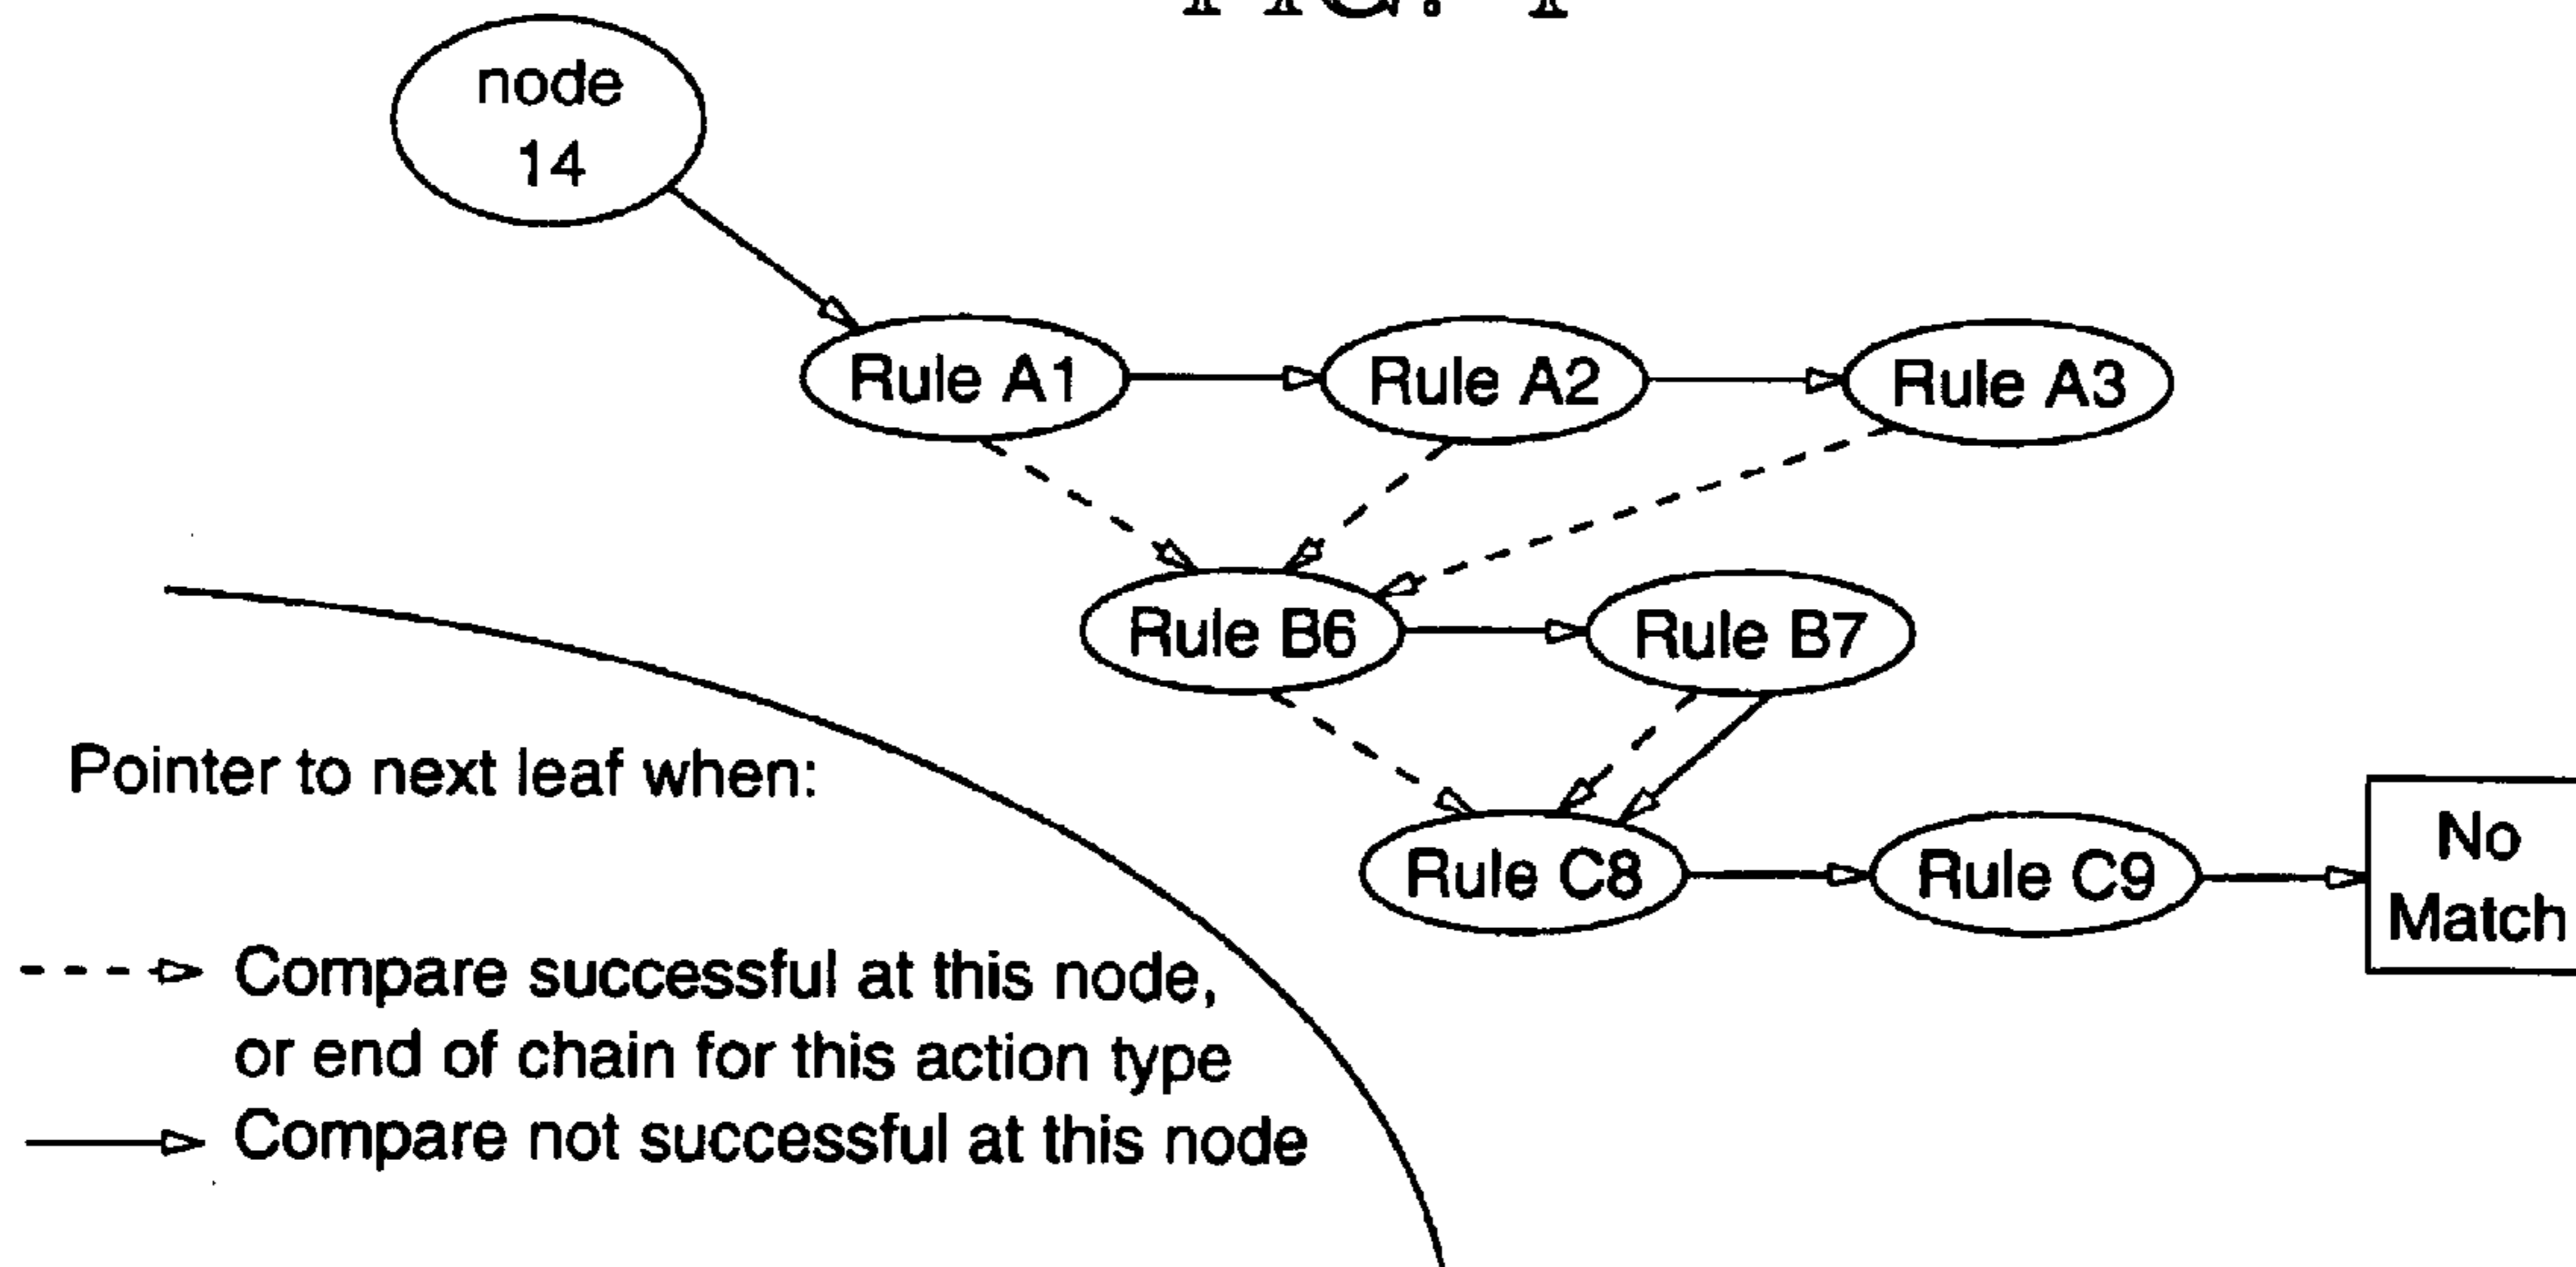 node
14
Rule A1
Rule A2
Rule A3
Rule B6
Rule B7
Pointer to next leaf when:
Rule C8
Rule C9
No
Match
Compare successful at this node,
or end of chain for this action type
Compare not successful at this node